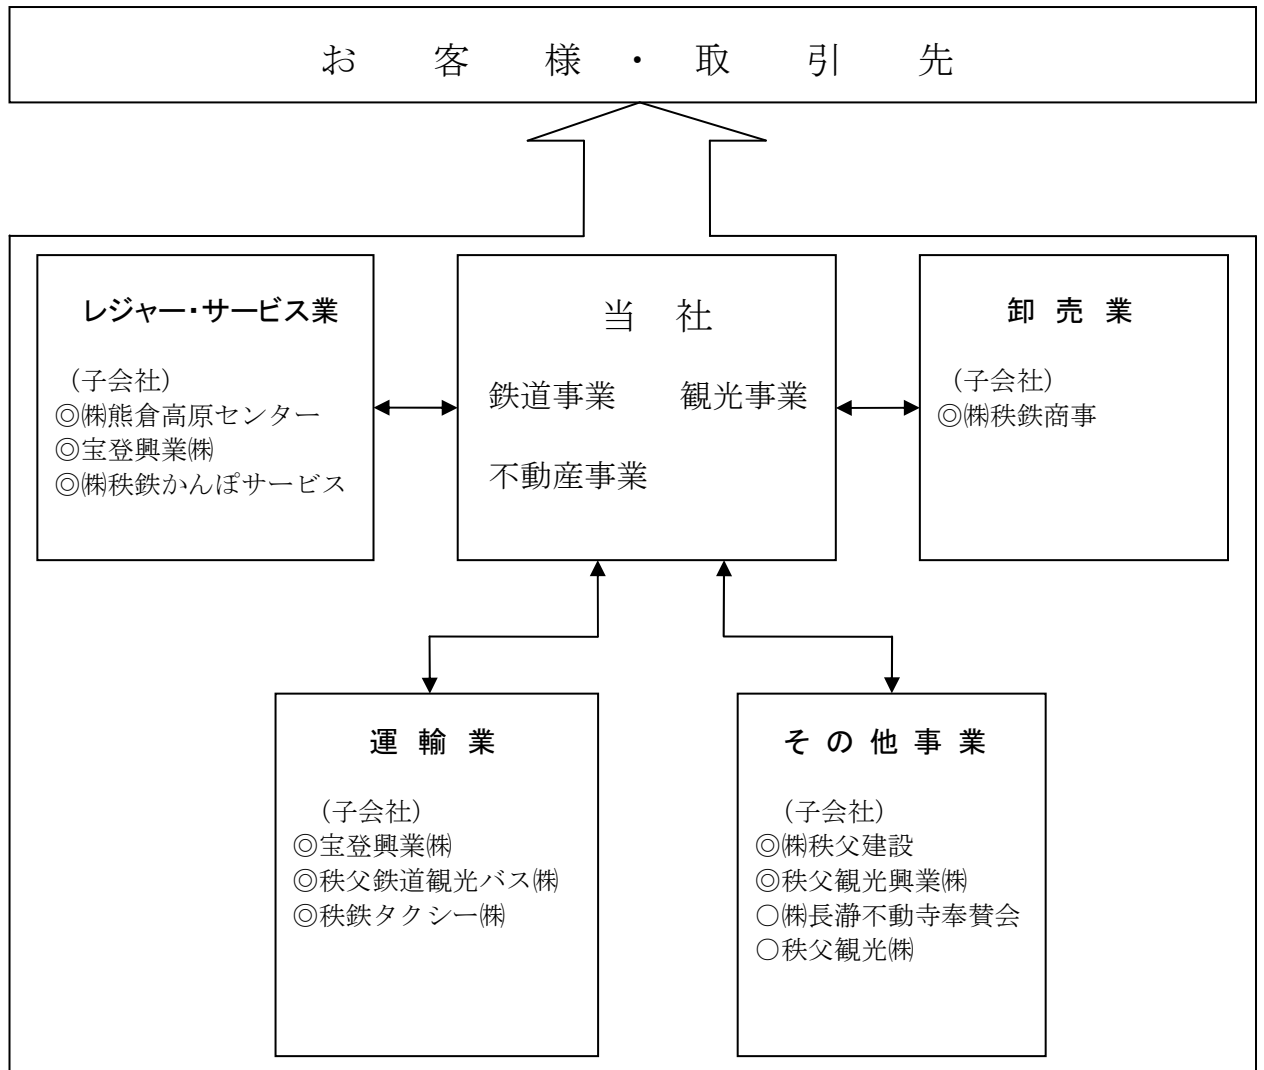 お客様・取引先
レジャー・サービス業
（子会社）
◎㈱熊倉高原センター
◎宝登興業㈱
◎㈱秩鉄かんぽサービス
当社
鉄道事業　観光事業
不動産事業
卸売業
（子会社）
◎㈱秩鉄商事
運輸業
（子会社）
◎宝登興業㈱
◎秩父鉄道観光バス㈱
◎秩鉄タクシー㈱
その他事業
（子会社）
◎㈱秩父建設
◎秩父観光興業㈱
○㈱長瀞不動寺奉賛会
○秩父観光㈱